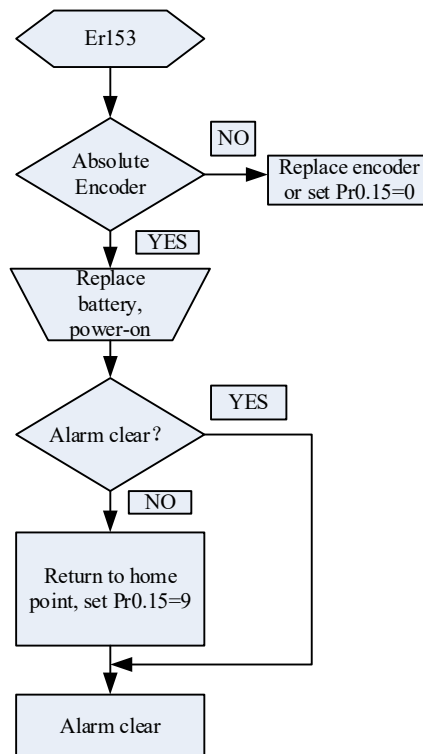 Er153
NO
Absolute
Encoder
Replace encoder
or set Pr0.15=0
YES
Replace
battery,
power-on
YES
Alarm clear？
NO
Return to home
point, set Pr0.15=9
Alarm clear